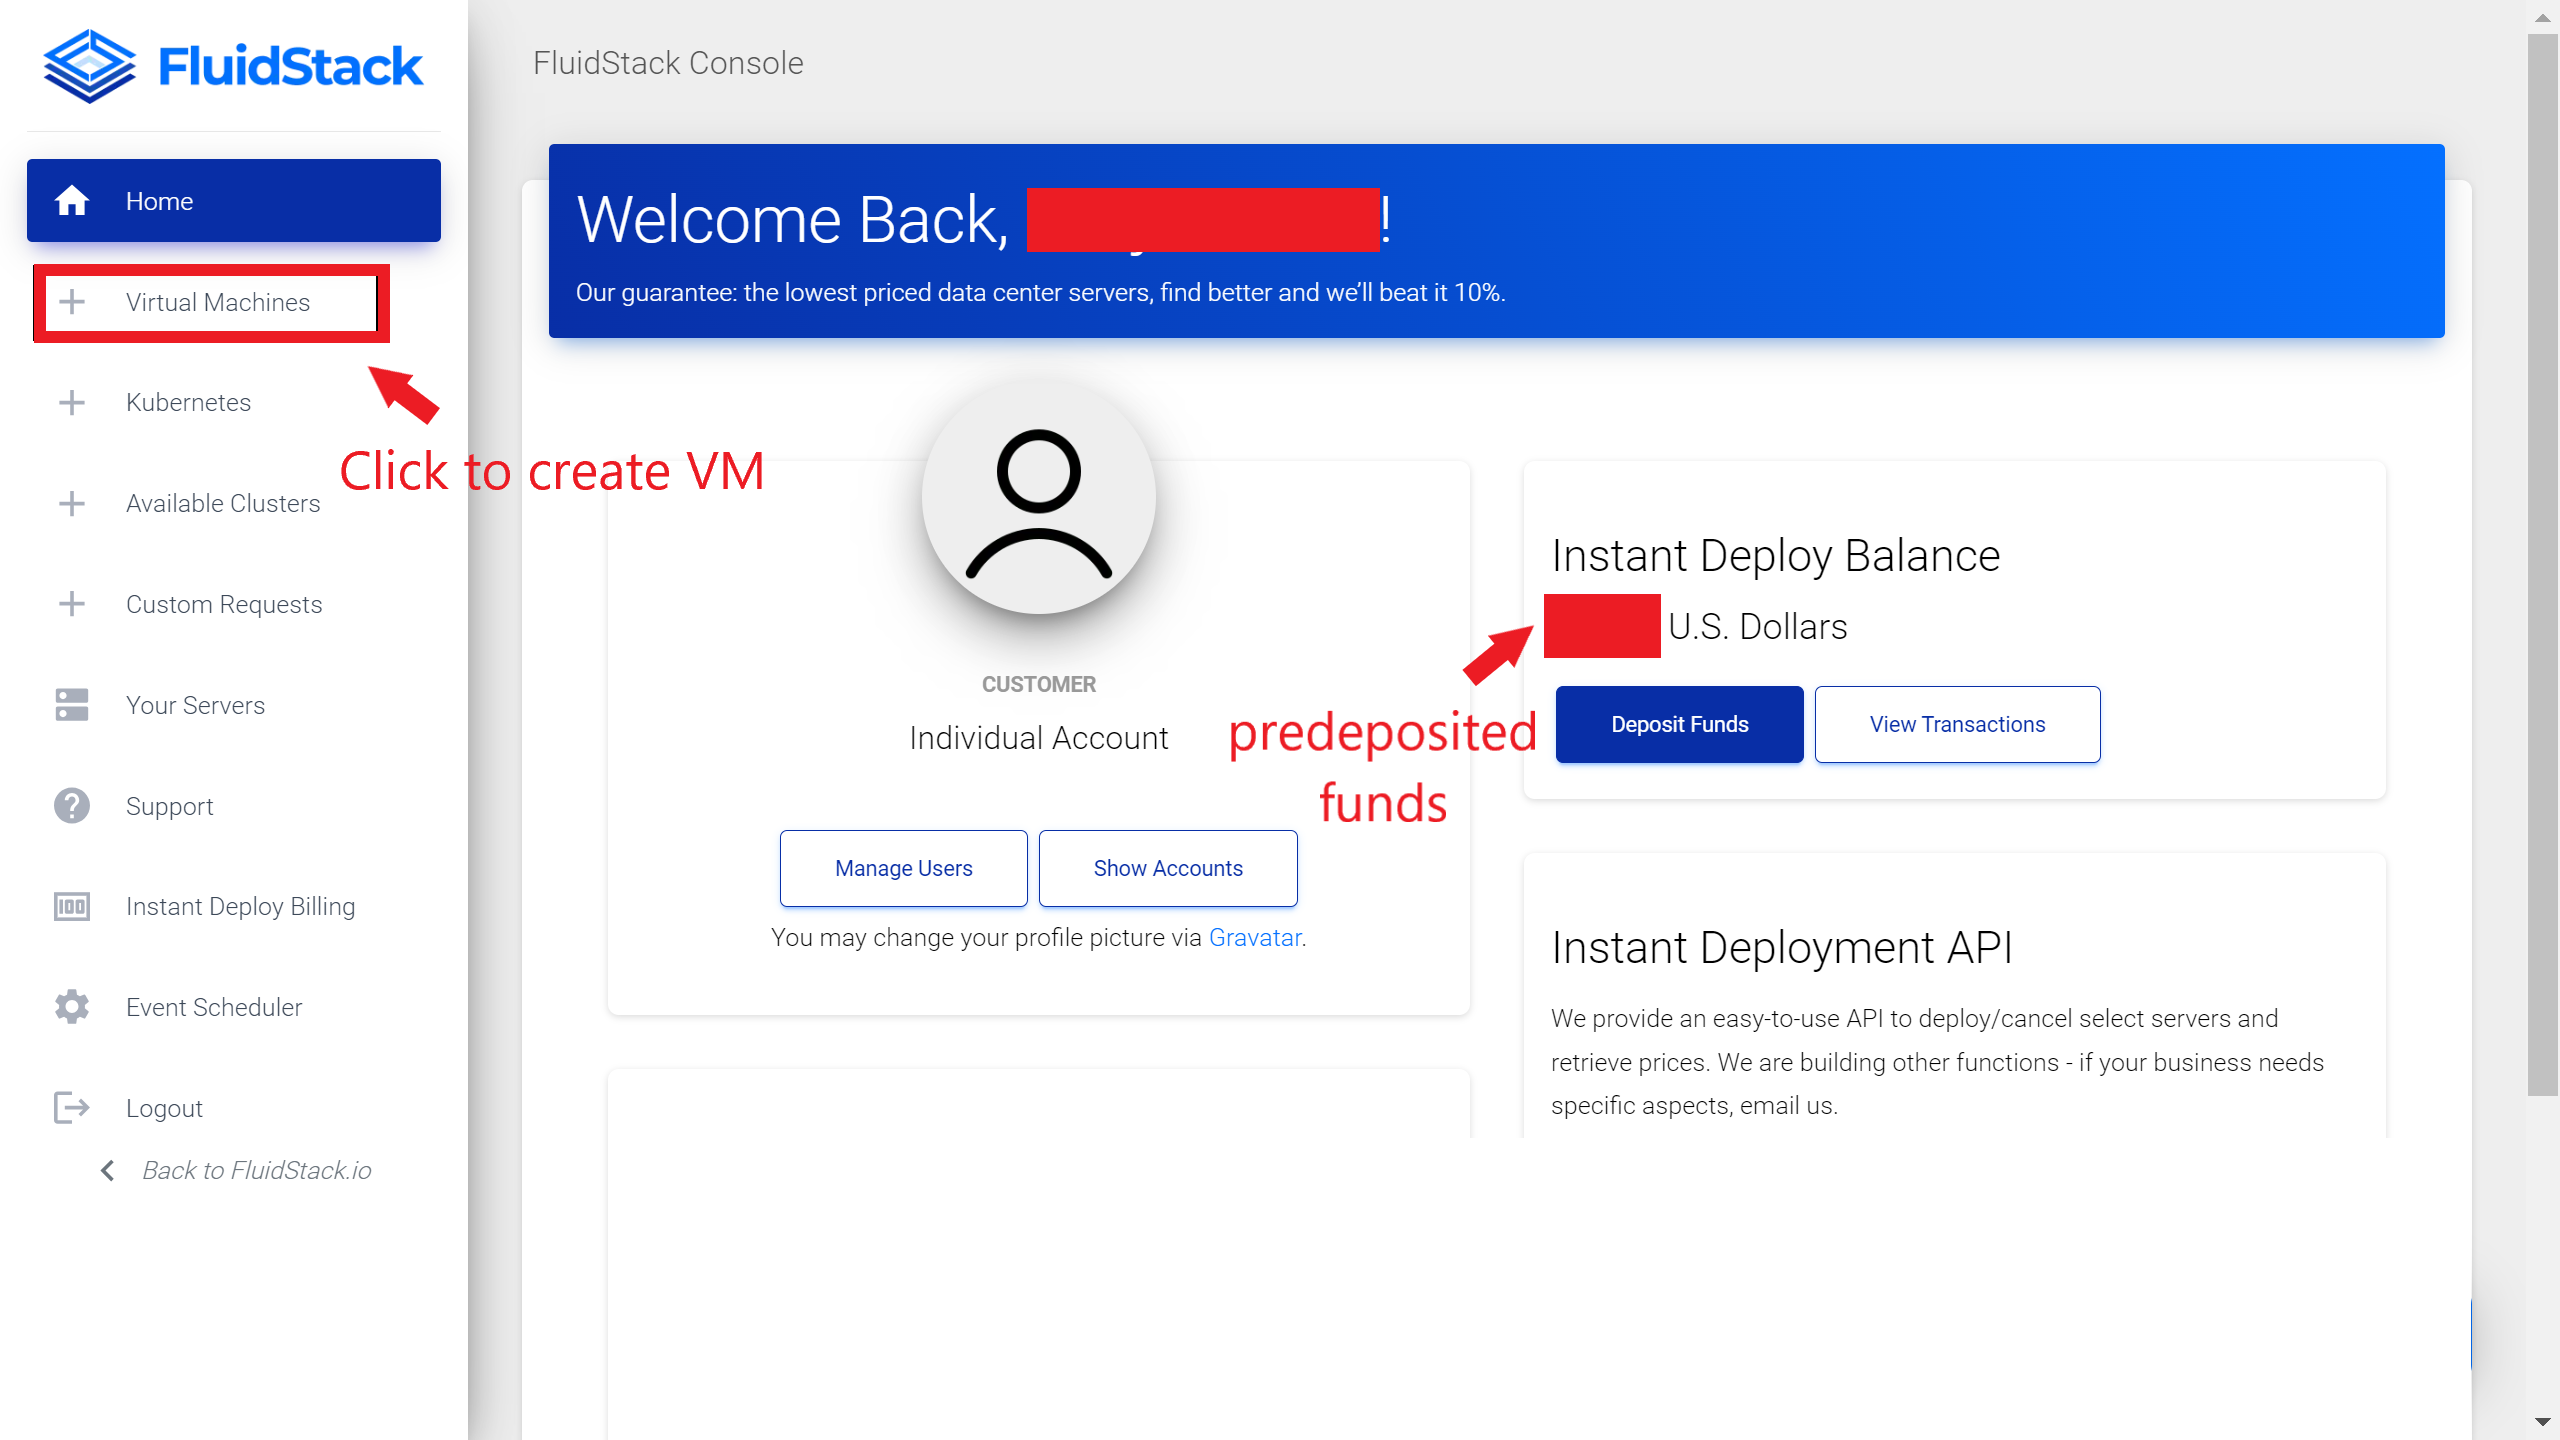 FluidStack
FluidStack Console
Home
Welcome Back, !
Our guarantee: the lowest priced data center servers, find better and we’ll beat it 10%.
Virtual Machines
Kubernetes
Click to create VM
Available Clusters
Custom Requests
Your Servers
Support
Instant Deploy Billing
Event Scheduler
Logout
Back to FluidStack.io
CUSTOMER
Individual Account
Manage Users
Show Accounts
You may change your profile picture via Gravatar.
Instant Deploy Balance
U.S. Dollars
predeposited
funds
Deposit Funds
View Transactions
Instant Deployment API
We provide an easy-to-use API to deploy/cancel select servers and
retrieve prices. We are building other functions - if your business needs
specific aspects, email us.